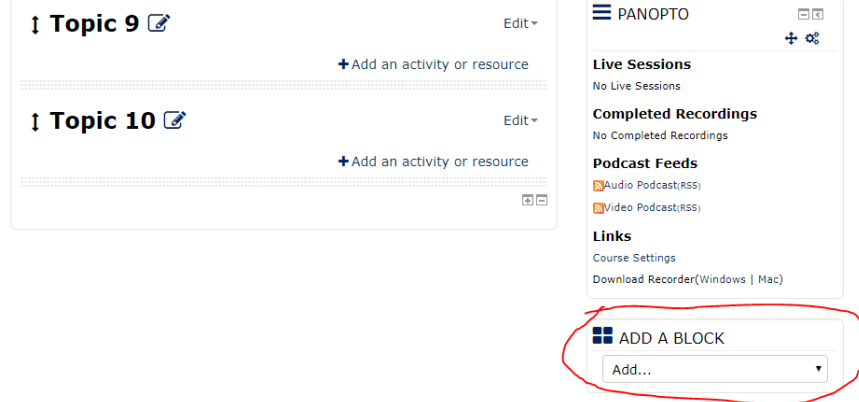 Topic 9
Edit
Add an activity or resource
Topic 10
Edit
Add an activity or resource
PANOPTO
Live Sessions
No Live Sessions
Completed Recordings
No Completed Recordings
Podcast Feeds
Audio Podcast(RSS)
Video Podcast(RSS)
Links
Course Settings
Download Recorder(Windows | Mac)
ADD A BLOCK
Add...